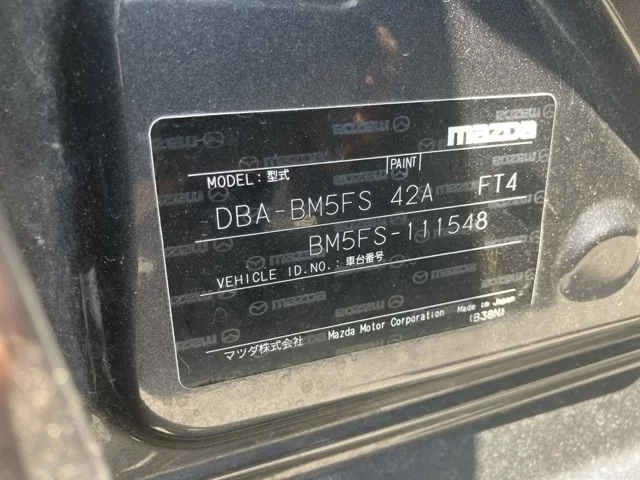 mazda
MODEL:型式 PAINT
DBA-BM5FS 42A FT4
BM5FS-111548
VEHICLE ID.NO.:車台番号
マツダ株式会社 Mazda Motor Corporation Made in Japan
(B38N)